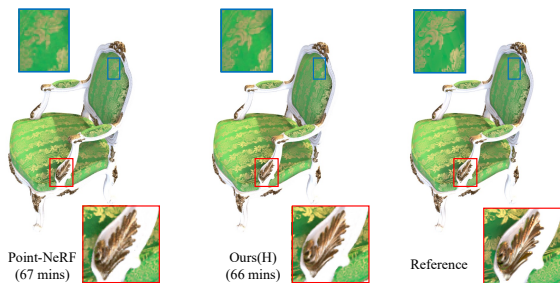 Point-NeRF
(67 mins)
Ours(H)
(66 mins)
Reference